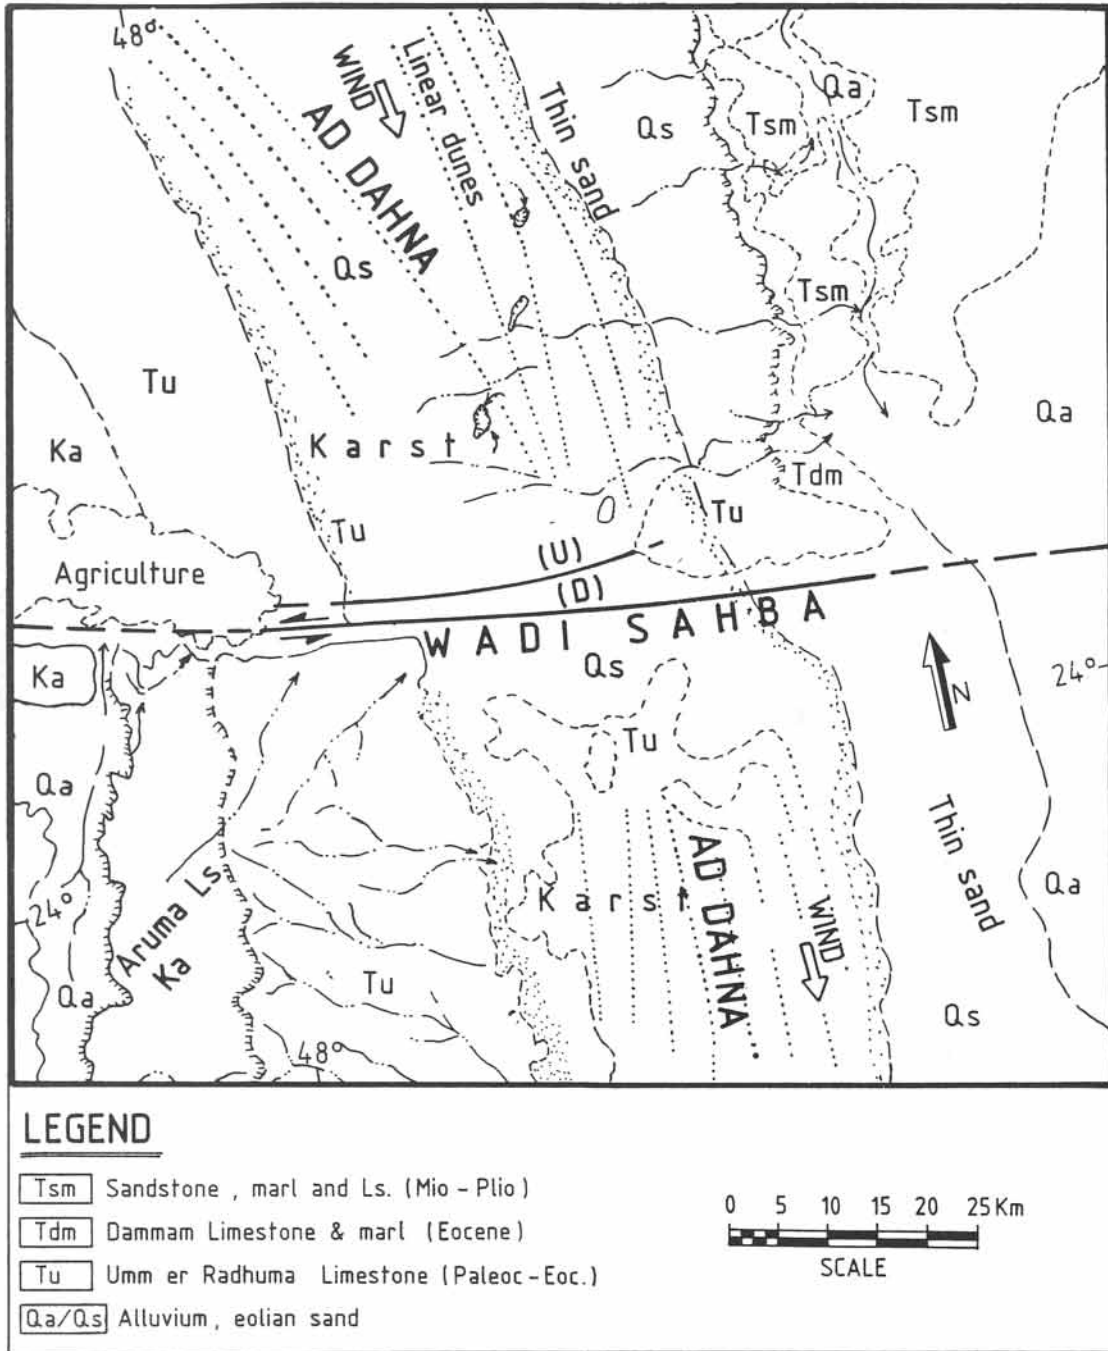 48°
WIND
Linear dunes
Thin sand
AD DAHNA
Qs
Qs
Tsm
Qa
Tsm
Tsm
Tu
Ka
Karst
Qa
Tdm
Tu
Tu
Agriculture
(U)
(D)
WADI SAHBA
Ka
Qs
24°
N
Tu
Qa
24°
Aruma Ls
Ka
Karst
AD DAHNA
WIND
Thin sand
Qa
Qa
Tu
Qs
48°
LEGEND
Tsm Sandstone, marl and Ls. (Mio - Plio)
Tdm Dammam Limestone & marl (Eocene)
Tu Umm er Radhuma Limestone (Paleoc - Eoc.)
Qa/Qs Alluvium, eolian sand
0 5 10 15 20 25 Km
SCALE